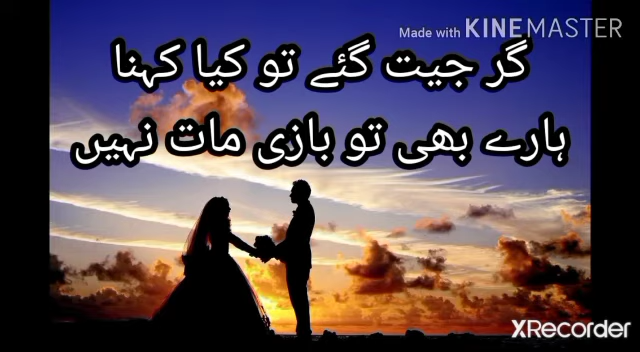 Made with KINEMASTER
گر جیت گئے تو کیا کہنا
ہارے بھی تو بازی مات نہیں
XRecorder